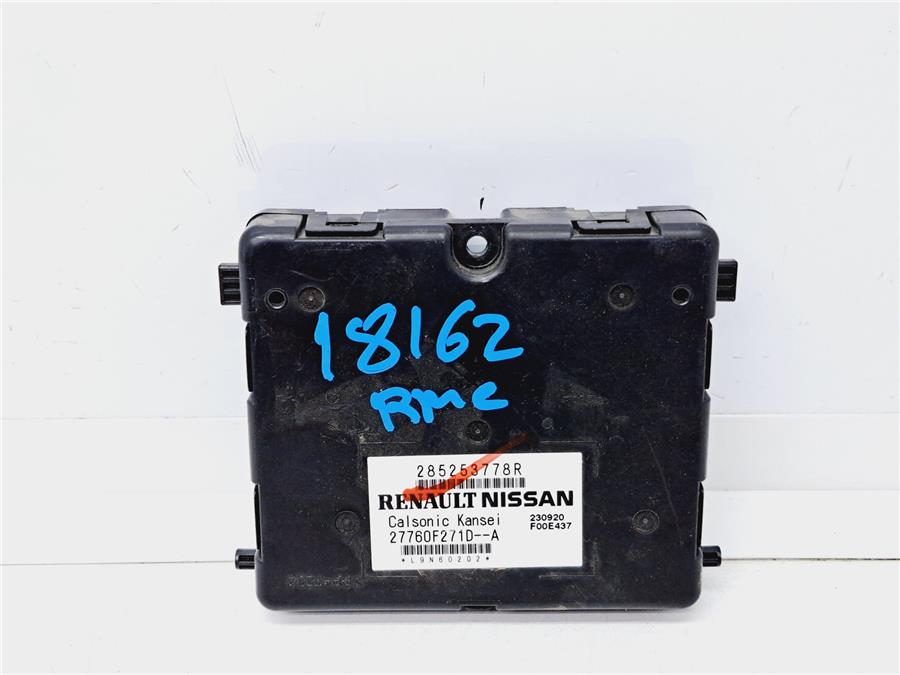 18162
RMC
285253778R
RENAULT NISSAN
Calsonic Kansei 230920
27760F271D--A F00E437
*L9N60202*